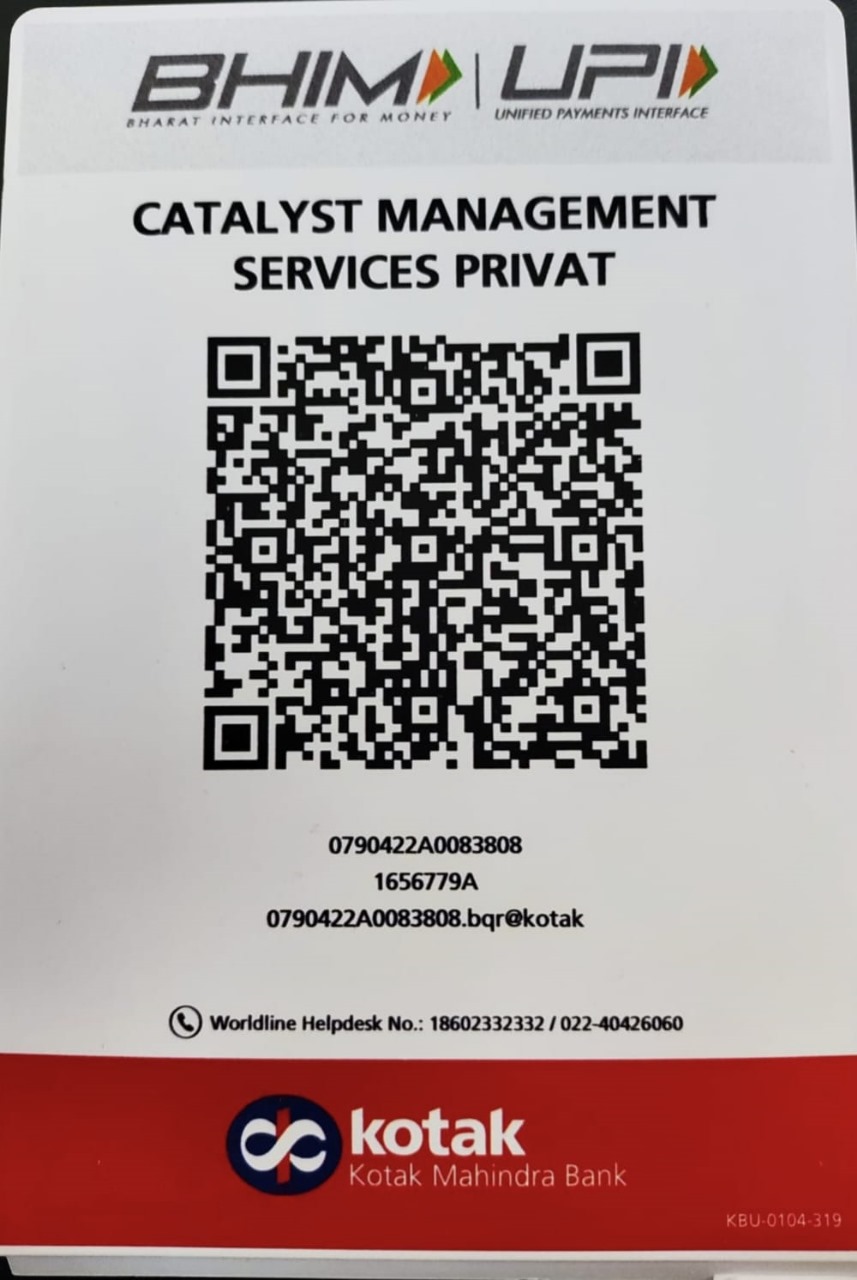 BHIM | UPI
BHARAT INTERFACE FOR MONEY UNIFIED PAYMENTS INTERFACE
CATALYST MANAGEMENT
SERVICES PRIVAT
0790422A0083808
1656779A
0790422A0083808.bqr@kotak
Worldline Helpdesk No.: 18602332332 / 022-40426060
kotak
Kotak Mahindra Bank
KBU-0104-319